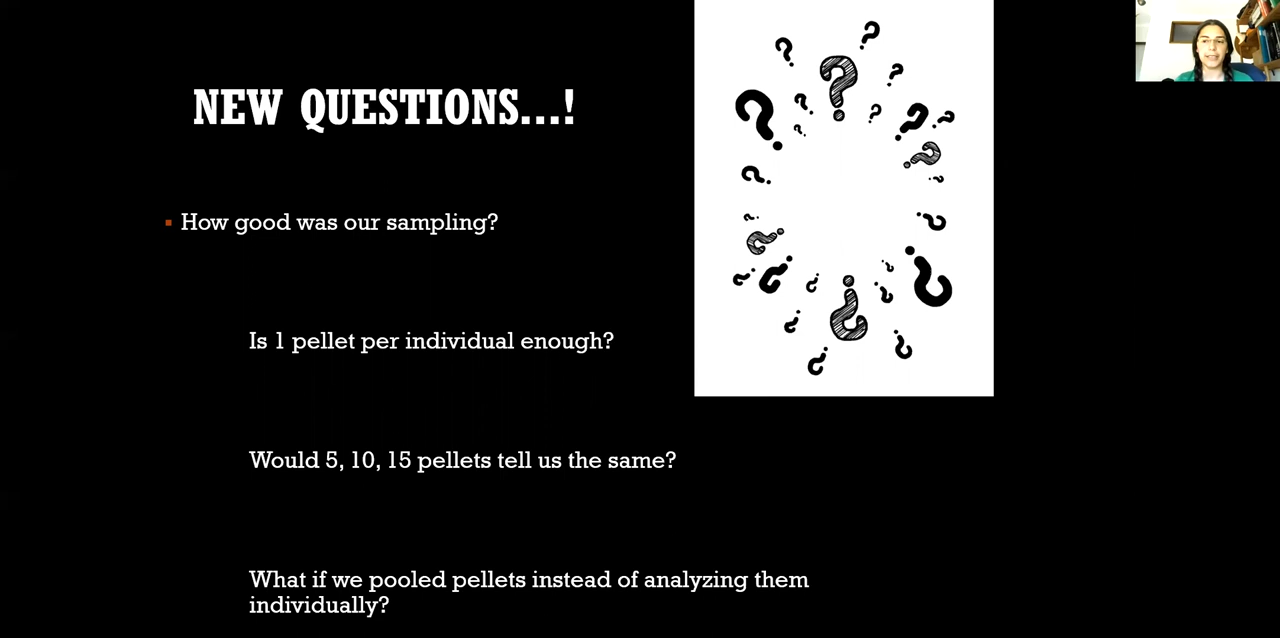 NEW QUESTIONS...!
How good was our sampling?
Is 1 pellet per individual enough?
Would 5, 10, 15 pellets tell us the same?
What if we pooled pellets instead of analyzing them
individually?